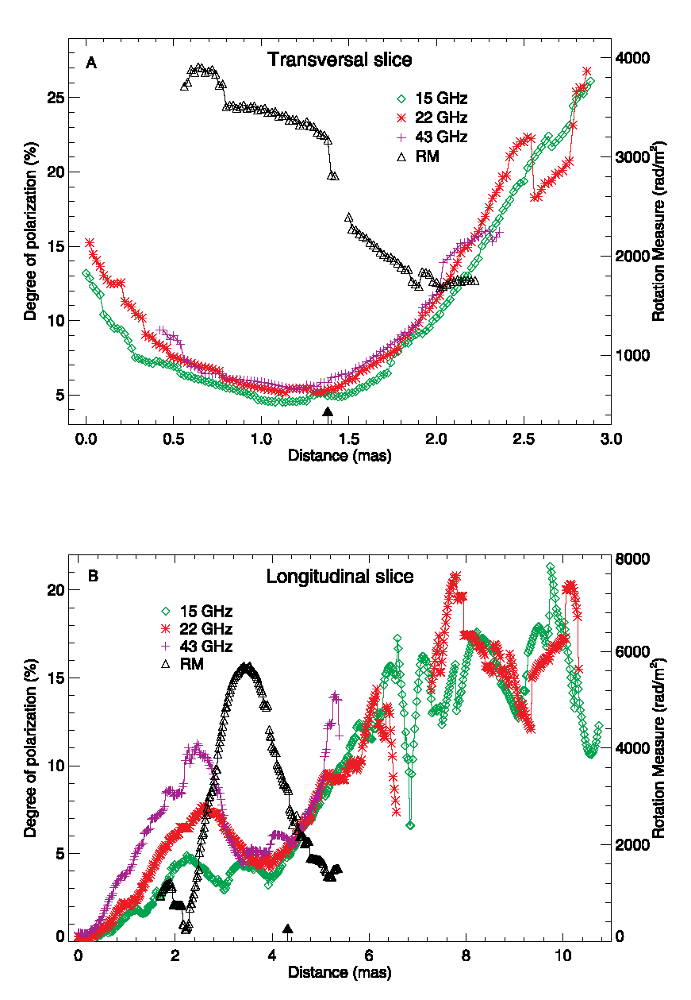 A
Transversal slice
4000
25
15 GHz
22 GHz
43 GHz
RM
20
3000
15
2000
10
1000
5
Degree of polarization (%)
Rotation Measure (rad/m²)
0.0 0.5 1.0 1.5 2.0 2.5 3.0
Distance (mas)
B
Longitudinal slice
8000
20
15 GHz
22 GHz
43 GHz
RM
6000
15
4000
10
2000
5
0
0
Degree of polarization (%)
Rotation Measure (rad/m²)
0 2 4 6 8 10
Distance (mas)